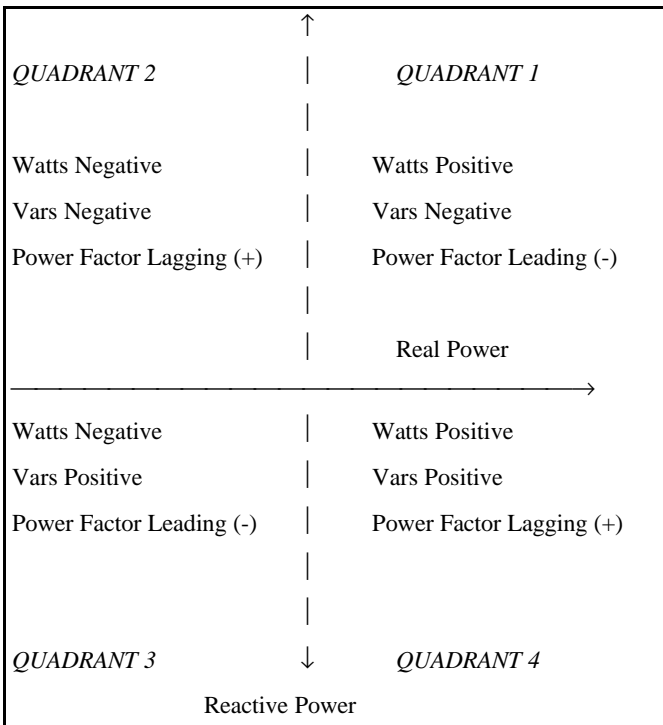 QUADRANT 2 QUADRANT 1
Watts Negative Watts Positive
Vars Negative Vars Negative
Power Factor Lagging (+) Power Factor Leading (-)
Real Power
Watts Negative Watts Positive
Vars Positive Vars Positive
Power Factor Leading (-) Power Factor Lagging (+)
QUADRANT 3 QUADRANT 4
Reactive Power